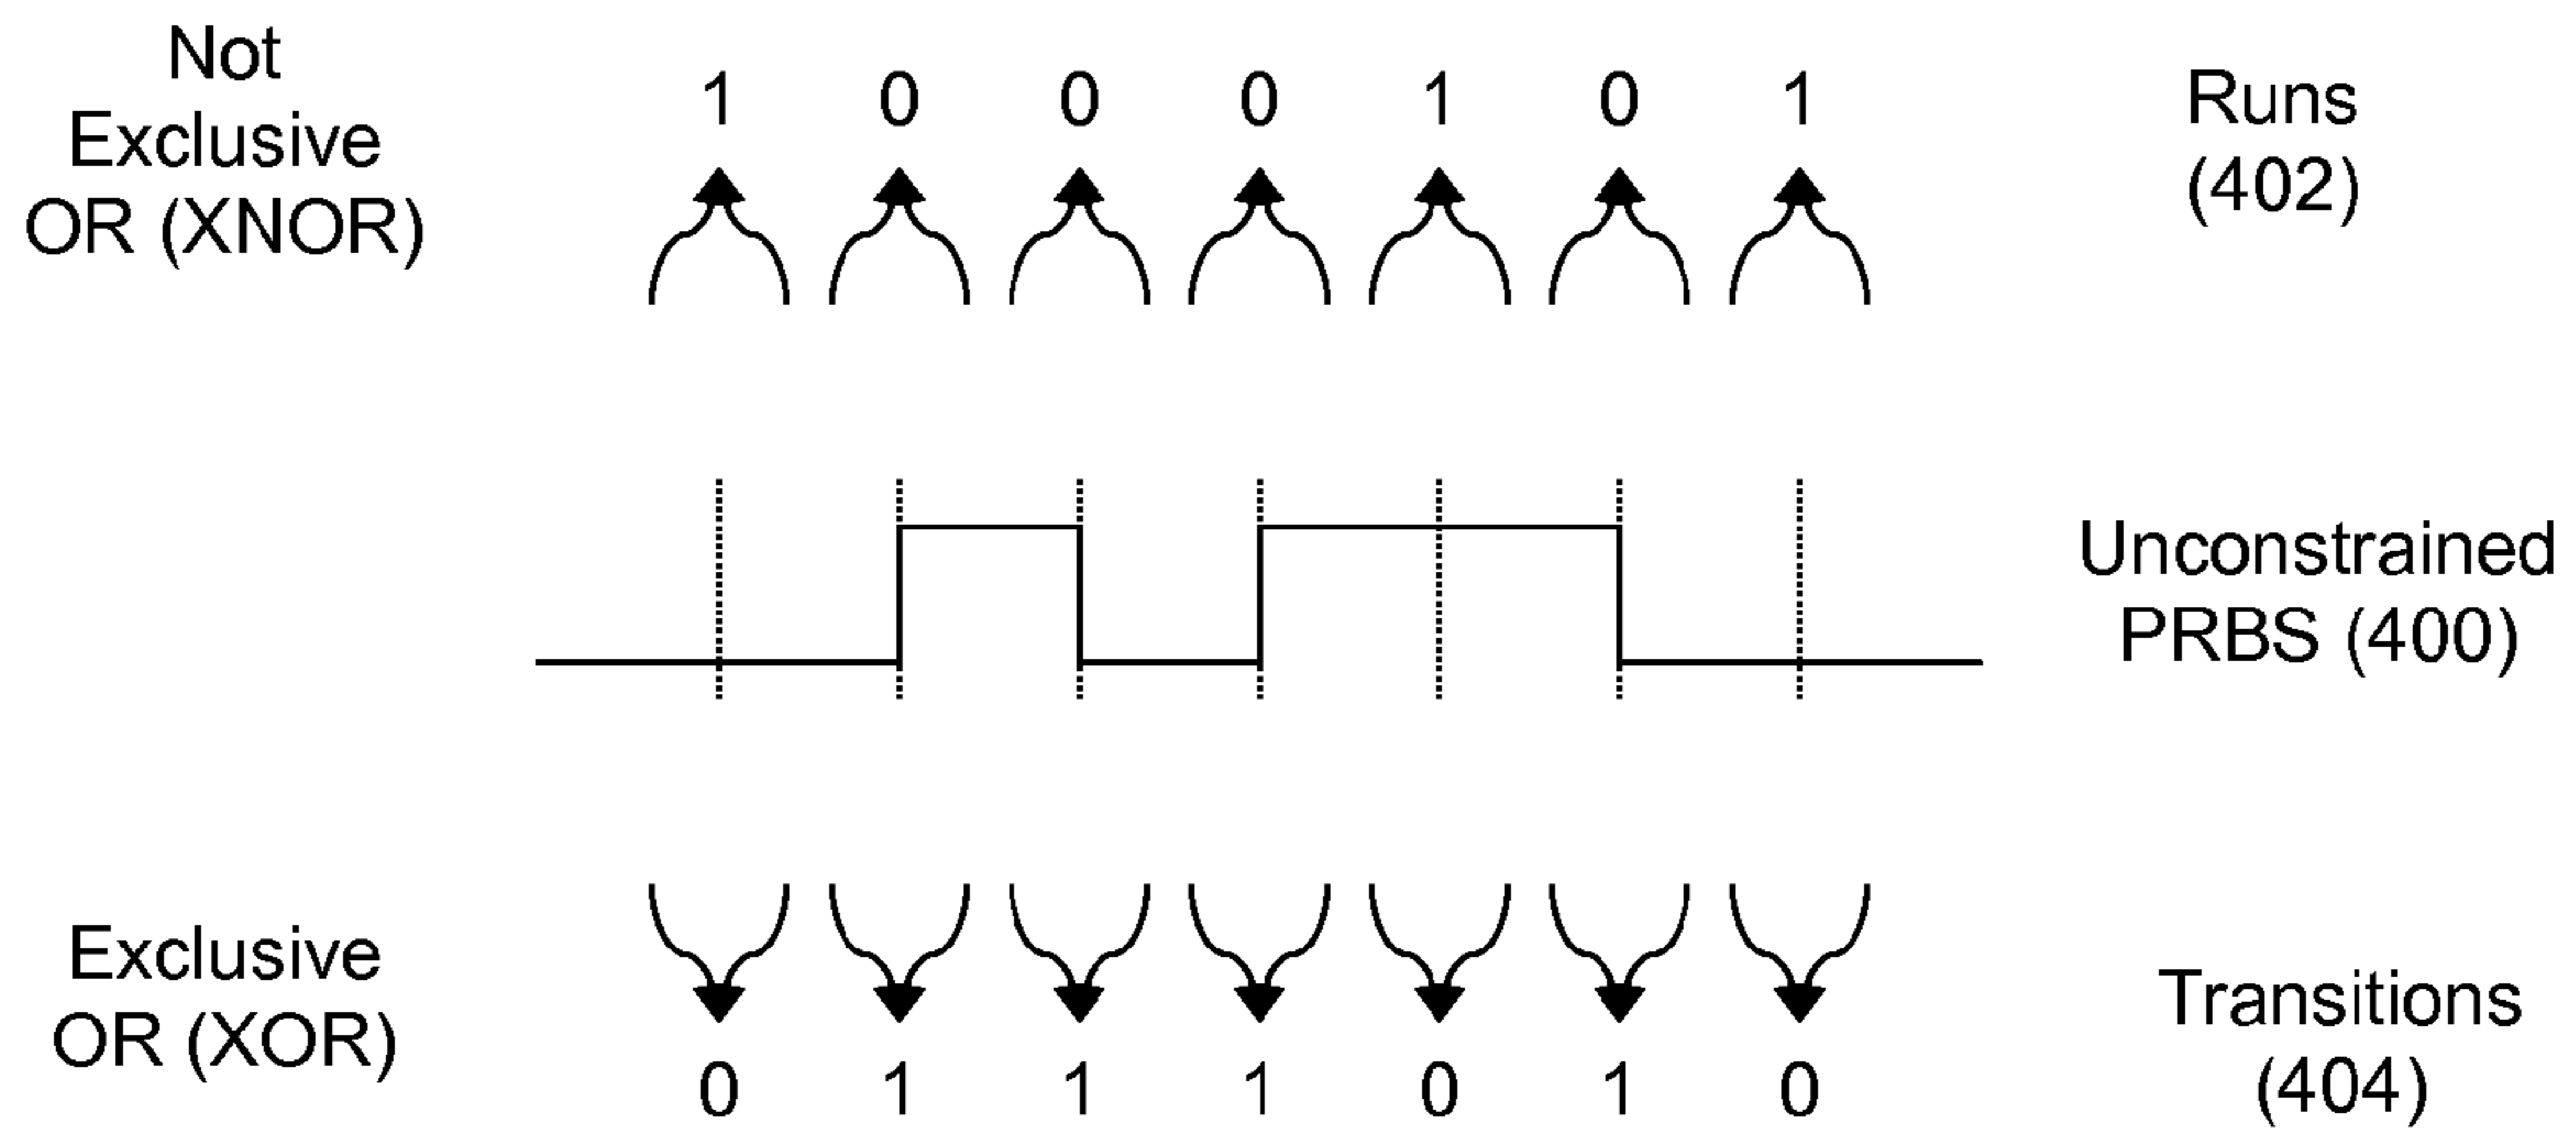 Not
Exclusive
OR (XNOR)
1 0 0 0 1 0 1
Runs
(402)
Unconstrained
PRBS (400)
Exclusive
OR (XOR)
0 1 1 1 0 1 0
Transitions
(404)